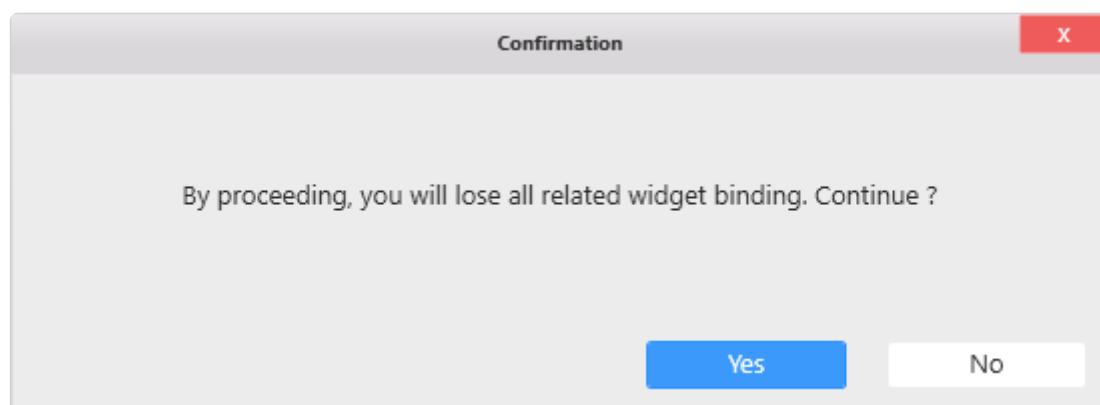 Confirmation
X
By proceeding, you will lose all related widget binding. Continue ?
Yes
No